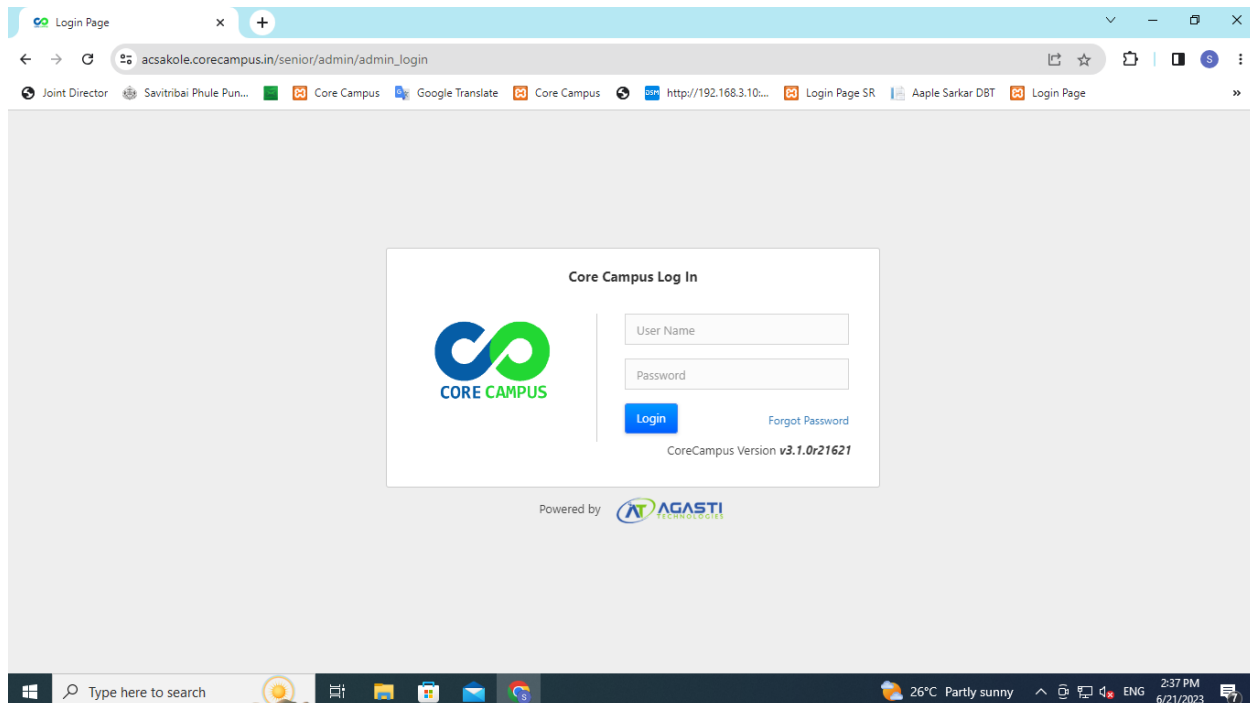 Login Page
acsakole.corecampus.in/senior/admin/admin_login
S
Joint Director Savitribai Phule Pun... Core Campus Google Translate Core Campus DSM http://192.168.3.10:... Login Page SR Aaple Sarkar DBT Login Page »
Core Campus Log In
User Name
CORE CAMPUS
Password
Login Forgot Password
CoreCampus Version v3.1.0r21621
Powered by AT AGASTI
TECHNOLOGIES
Type here to search
26°C Partly sunny ENG
2:37 PM
6/21/2023
7